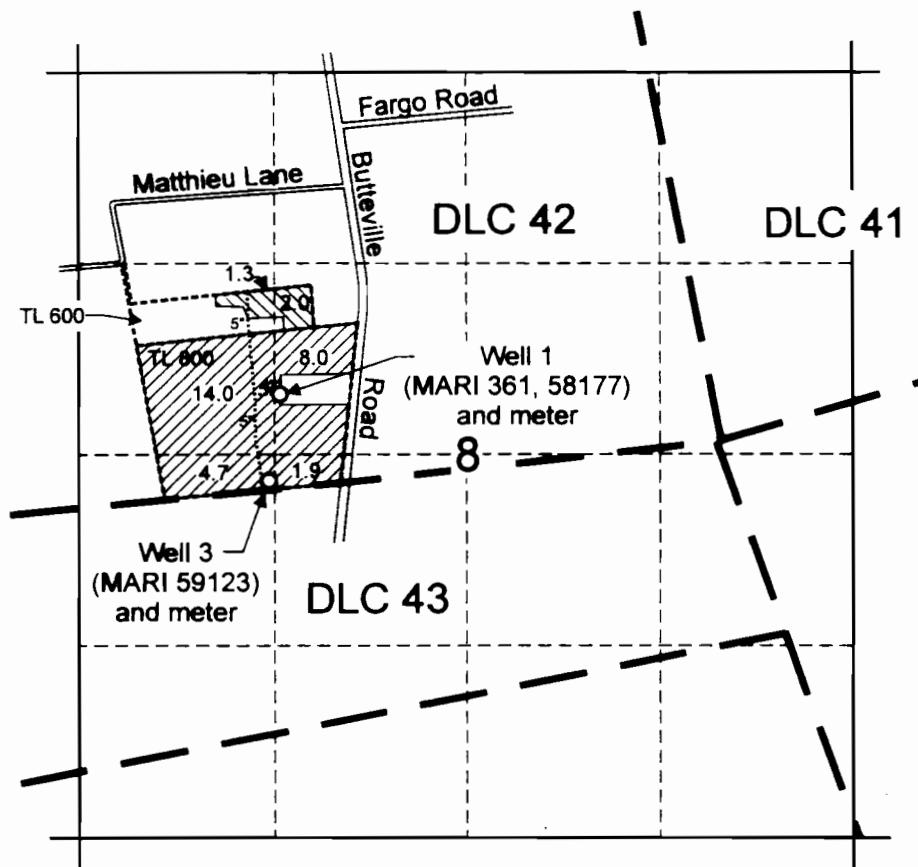 Fargo Road
Matthieu Lane
Butteville
DLC 42
DLC 41
1.3
2.0
TL 600
5"
TL 800
8.0
Well 1
(MARI 361, 58177)
and meter
14.0
5"
Road
8
4.7
1.9
Well 3
(MARI 59123)
and meter
DLC 43